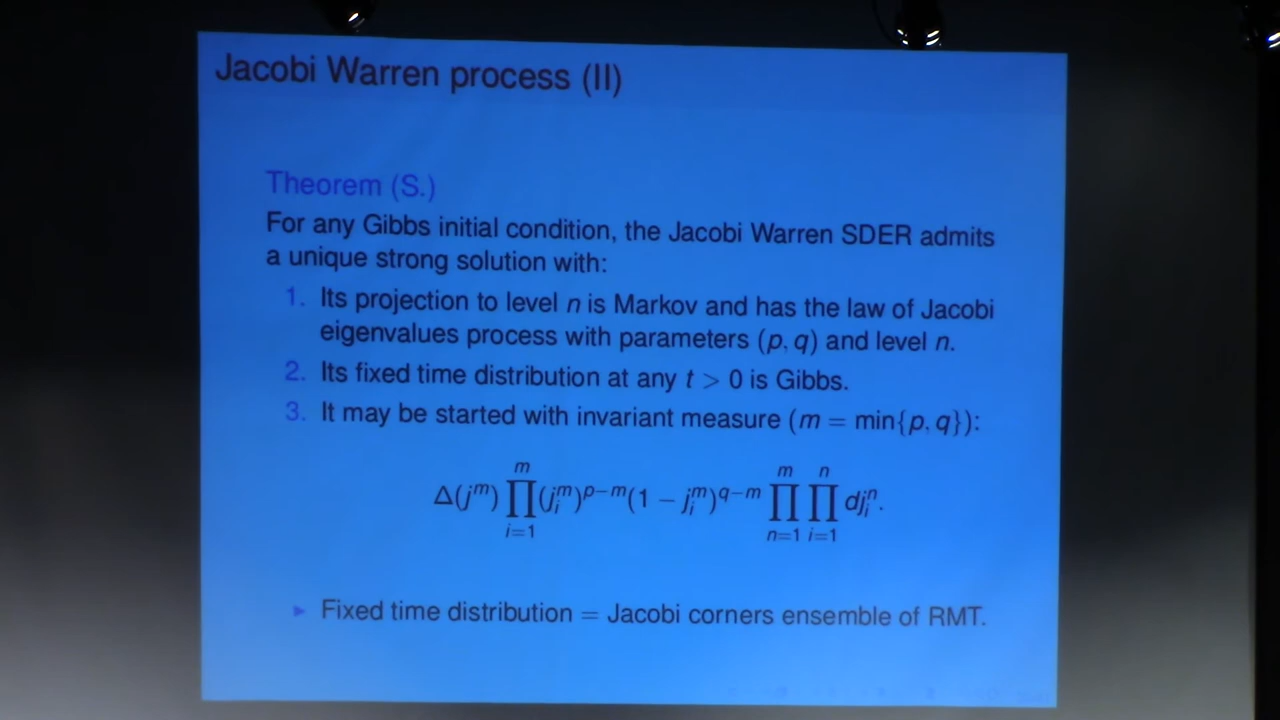 Jacobi Warren process (II)
Theorem (S.)
For any Gibbs initial condition, the Jacobi Warren SDER admits
a unique strong solution with:
1. Its projection to level n is Markov and has the law of Jacobi
eigenvalues process with parameters (p, q) and level n.
2. Its fixed time distribution at any t > 0 is Gibbs.
3. It may be started with invariant measure (m = min{p, q}):
Δ(j^m) ∏_{i=1}^{m} (j_i^m)^{p−m}(1 − j_i^m)^{q−m} ∏_{n=1}^{m} ∏_{i=1}^{n} dj_i^n.
► Fixed time distribution = Jacobi corners ensemble of RMT.